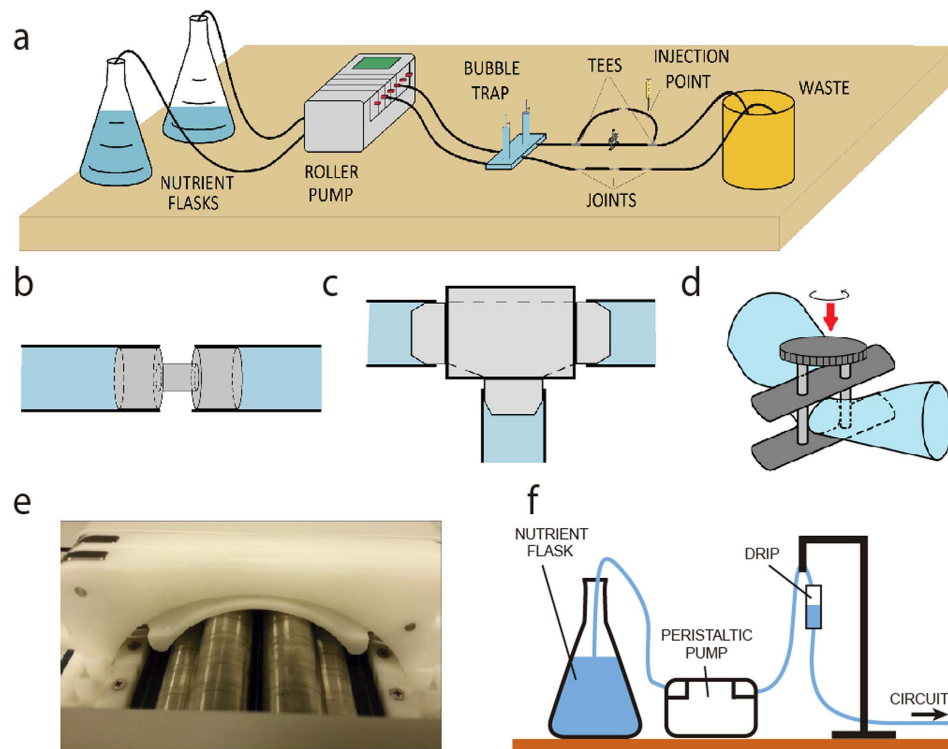 a
NUTRIENT
FLASKS
ROLLER
PUMP
BUBBLE
TRAP
TEES
INJECTION
POINT
JOINTS
WASTE
b
c
d
e
f
NUTRIENT
FLASK
PERISTALTIC
PUMP
DRIP
CIRCUIT